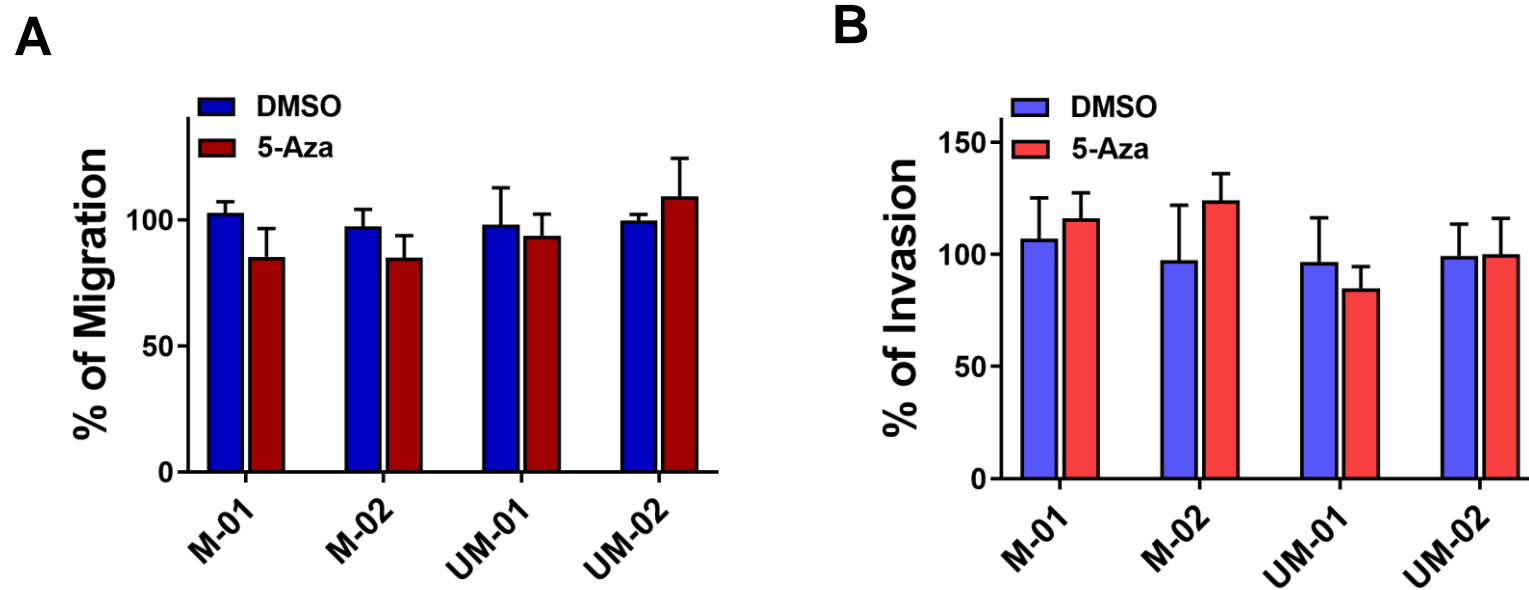 A
DMSO
5-Aza
% of Migration
100
50
0
M-01
M-02
UM-01
UM-02
B
DMSO
5-Aza
% of Invasion
150
100
50
0
M-01
M-02
UM-01
UM-02